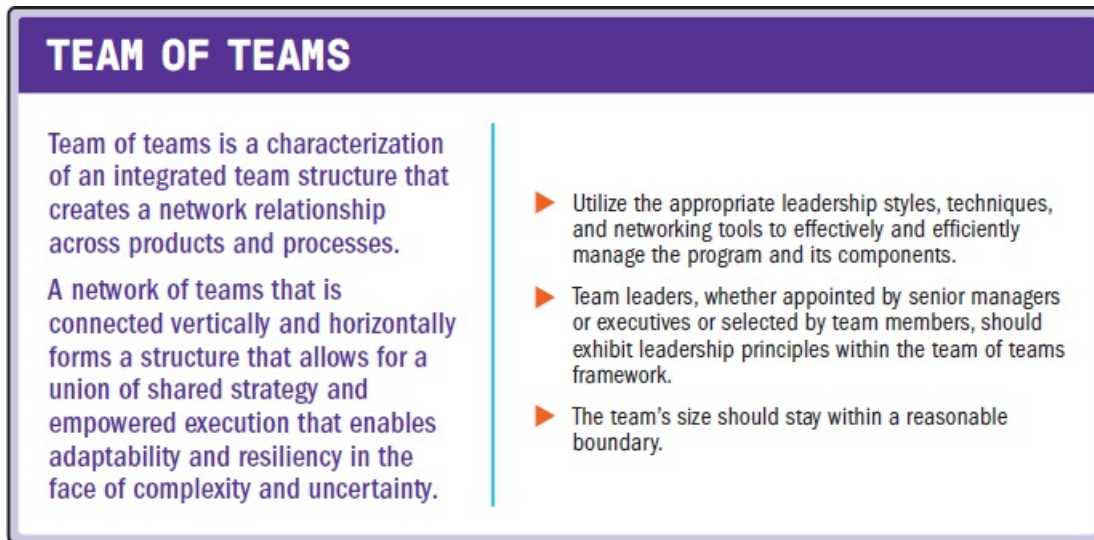 TEAM OF TEAMS
Team of teams is a characterization
of an integrated team structure that
creates a network relationship
across products and processes.
A network of teams that is
connected vertically and horizontally
forms a structure that allows for a
union of shared strategy and
empowered execution that enables
adaptability and resiliency in the
face of complexity and uncertainty.
Utilize the appropriate leadership styles, techniques,
and networking tools to effectively and efficiently
manage the program and its components.
Team leaders, whether appointed by senior managers
or executives or selected by team members, should
exhibit leadership principles within the team of teams
framework.
The team’s size should stay within a reasonable
boundary.